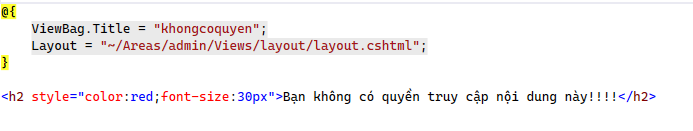 @{
    ViewBag.Title = "khongcoquyen";
    Layout = "~/Areas/admin/Views/layout/layout.cshtml";
}
<h2 style="color:red;font-size:30px">Bạn không có quyền truy cập nội dung này!!!!</h2>